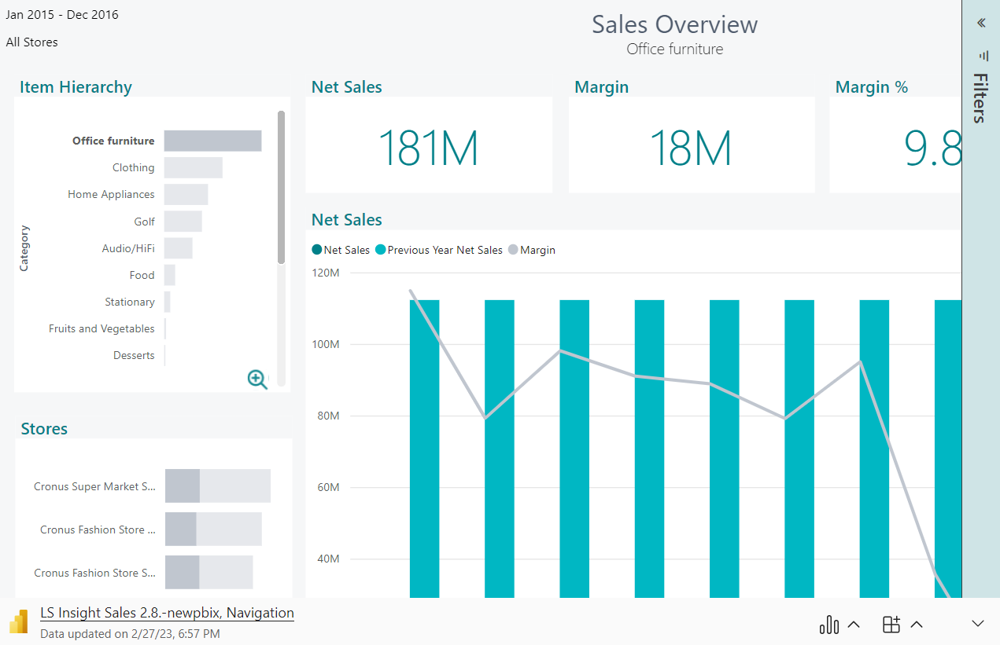 Jan 2015 - Dec 2016
All Stores
Sales Overview
Office furniture
Filters
Item Hierarchy
Category
Office furniture
Clothing
Home Appliances
Golf
Audio/HiFi
Food
Stationary
Fruits and Vegetables
Desserts
Net Sales
181M
Margin
18M
Margin %
9.8
Net Sales
Net Sales Previous Year Net Sales Margin
120M
100M
80M
60M
40M
Stores
Cronus Super Market S...
Cronus Fashion Store ...
Cronus Fashion Store S...
LS Insight Sales 2.8.-newpbix, Navigation
Data updated on 2/27/23, 6:57 PM